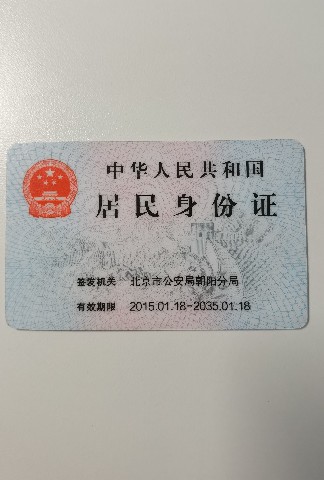 中华人民共和国
居民身份证
签发机关 北京市公安局朝阳分局
有效期限 2015.01.18-2035.01.18